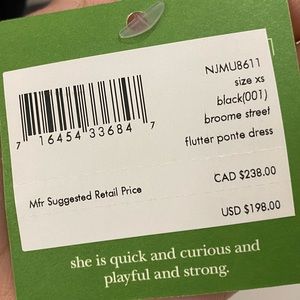 NJMU8611
size xs
black(001)
broome street
flutter ponte dress
7 16454 33684 7
Mfr Suggested Retail Price
CAD $238.00
USD $198.00
she is quick and curious and
playful and strong.